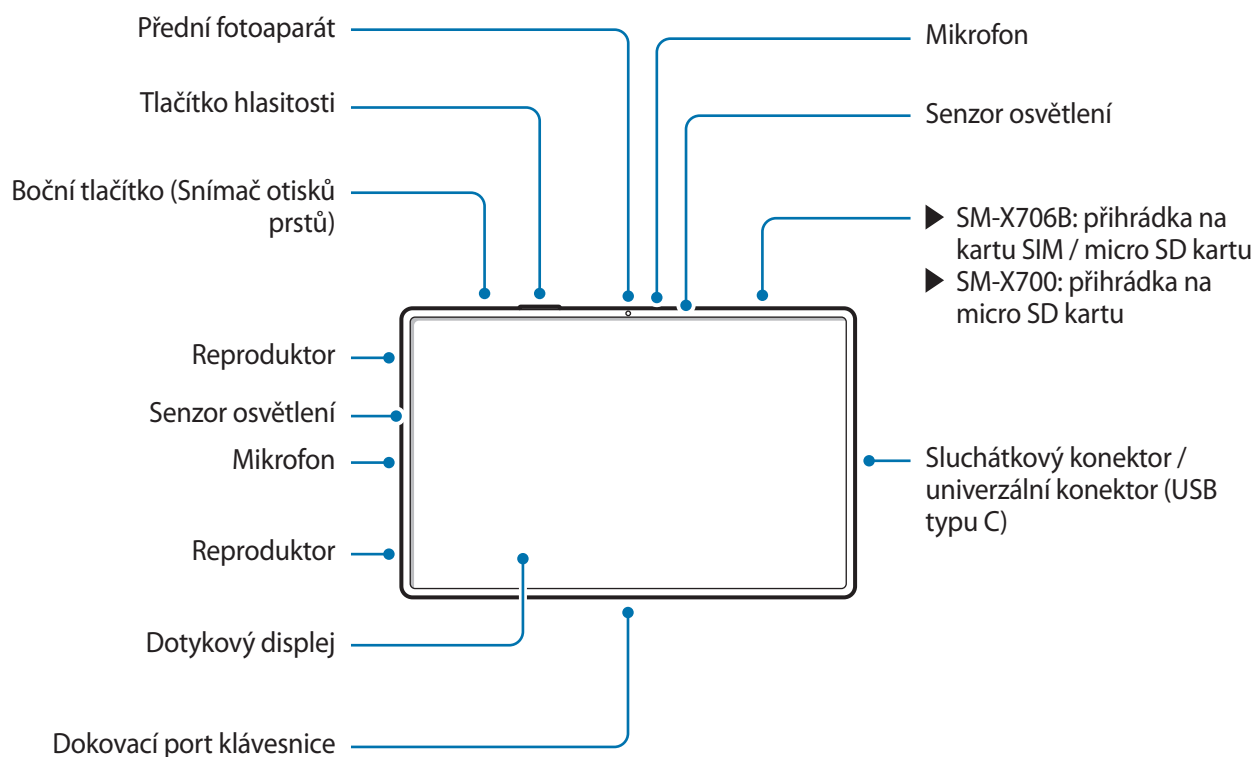 Přední fotoaparát
Tlačítko hlasitosti
Boční tlačítko (Snímač otisků
prstů)
Reproduktor
Senzor osvětlení
Mikrofon
Reproduktor
Dotykový displej
Dokovací port klávesnice
Mikrofon
Senzor osvětlení
▶ SM-X706B: přihrádka na
kartu SIM / micro SD kartu
▶ SM-X700: přihrádka na
micro SD kartu
Sluchátkový konektor /
univerzální konektor (USB
typu C)